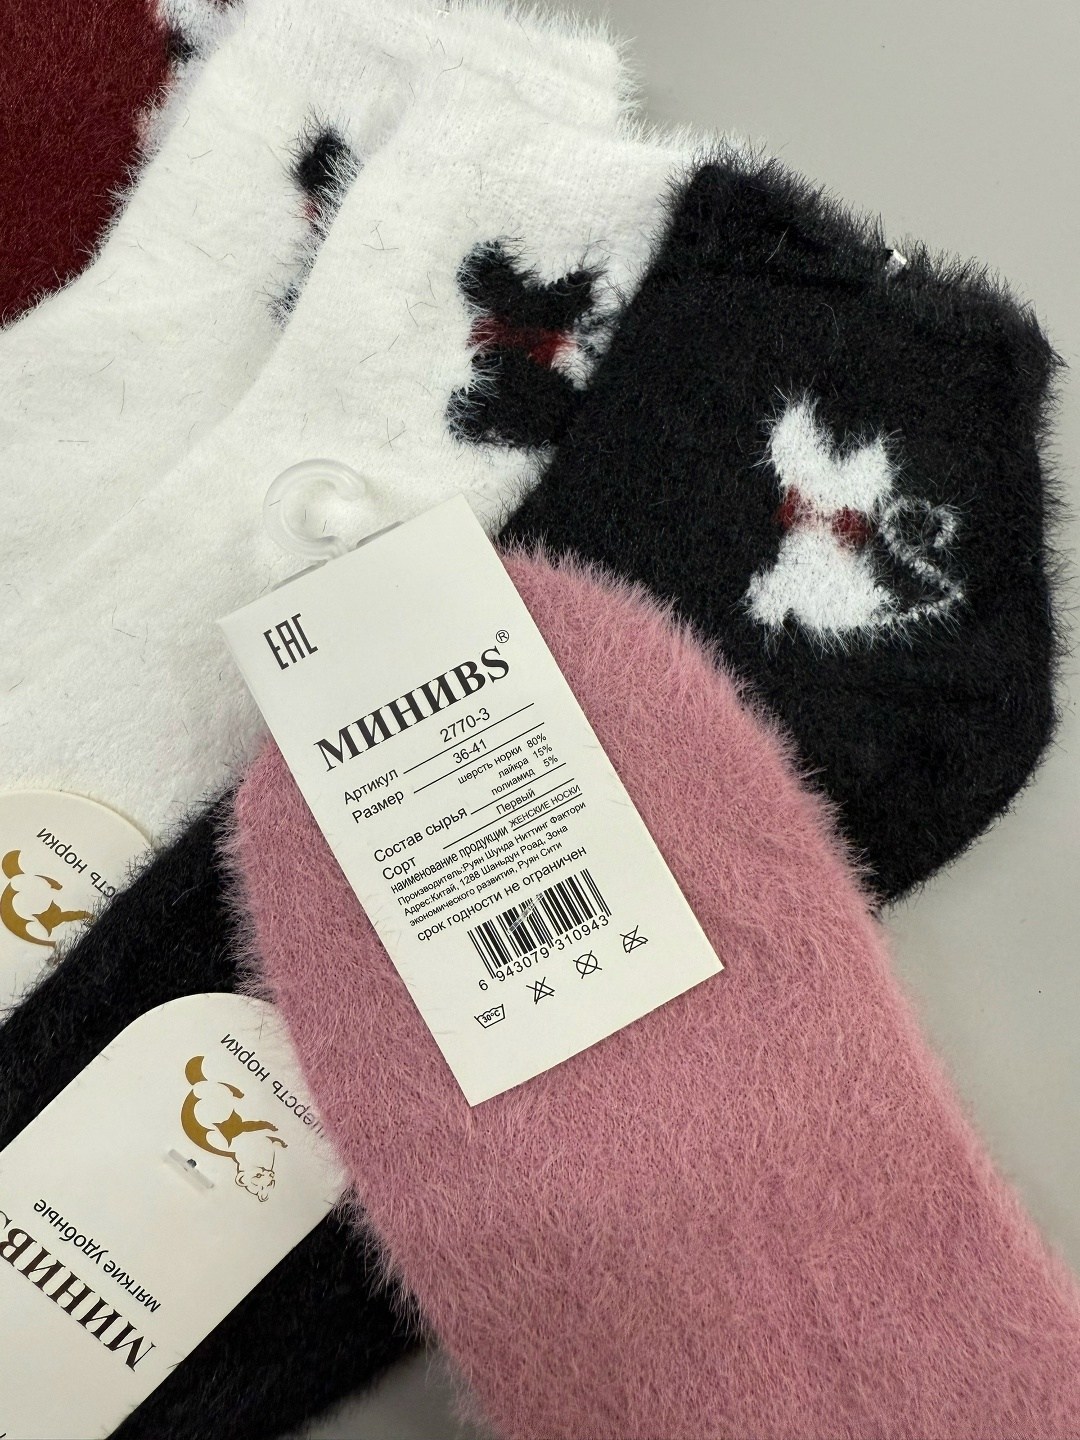 EAC
МИНИВS®
Артикул 2770-3
Размер 36-41
шерсть норки 80%
лайкра 15%
Состав сырья полиамид 5%
Сорт Первый
наименование продукции ЖЕНСКИЕ НОСКИ
Производитель:Руян Шунда Ниттинг Фактори
Адрес:Китай, 1288 Шаньдун Роад, Зона
экономического развития, Руян Сити
срок годности не ограничен
6 943079 310943
30°C
шерсть норки
шерсть норки
мягкие удобные
МИНИВS